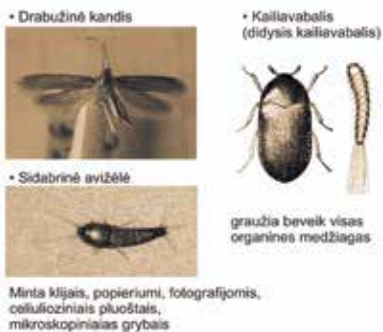 • Drabužinė kandis
• Sidabrinė avižėlė
Minta klijais, popieriumi, fotografijomis,
celiulioziniais pluoštais,
mikroskopiniaias grybais
• Kailiavabalis
(didysis kailiavabalis)
graužia beveik visas
organines medžiagas